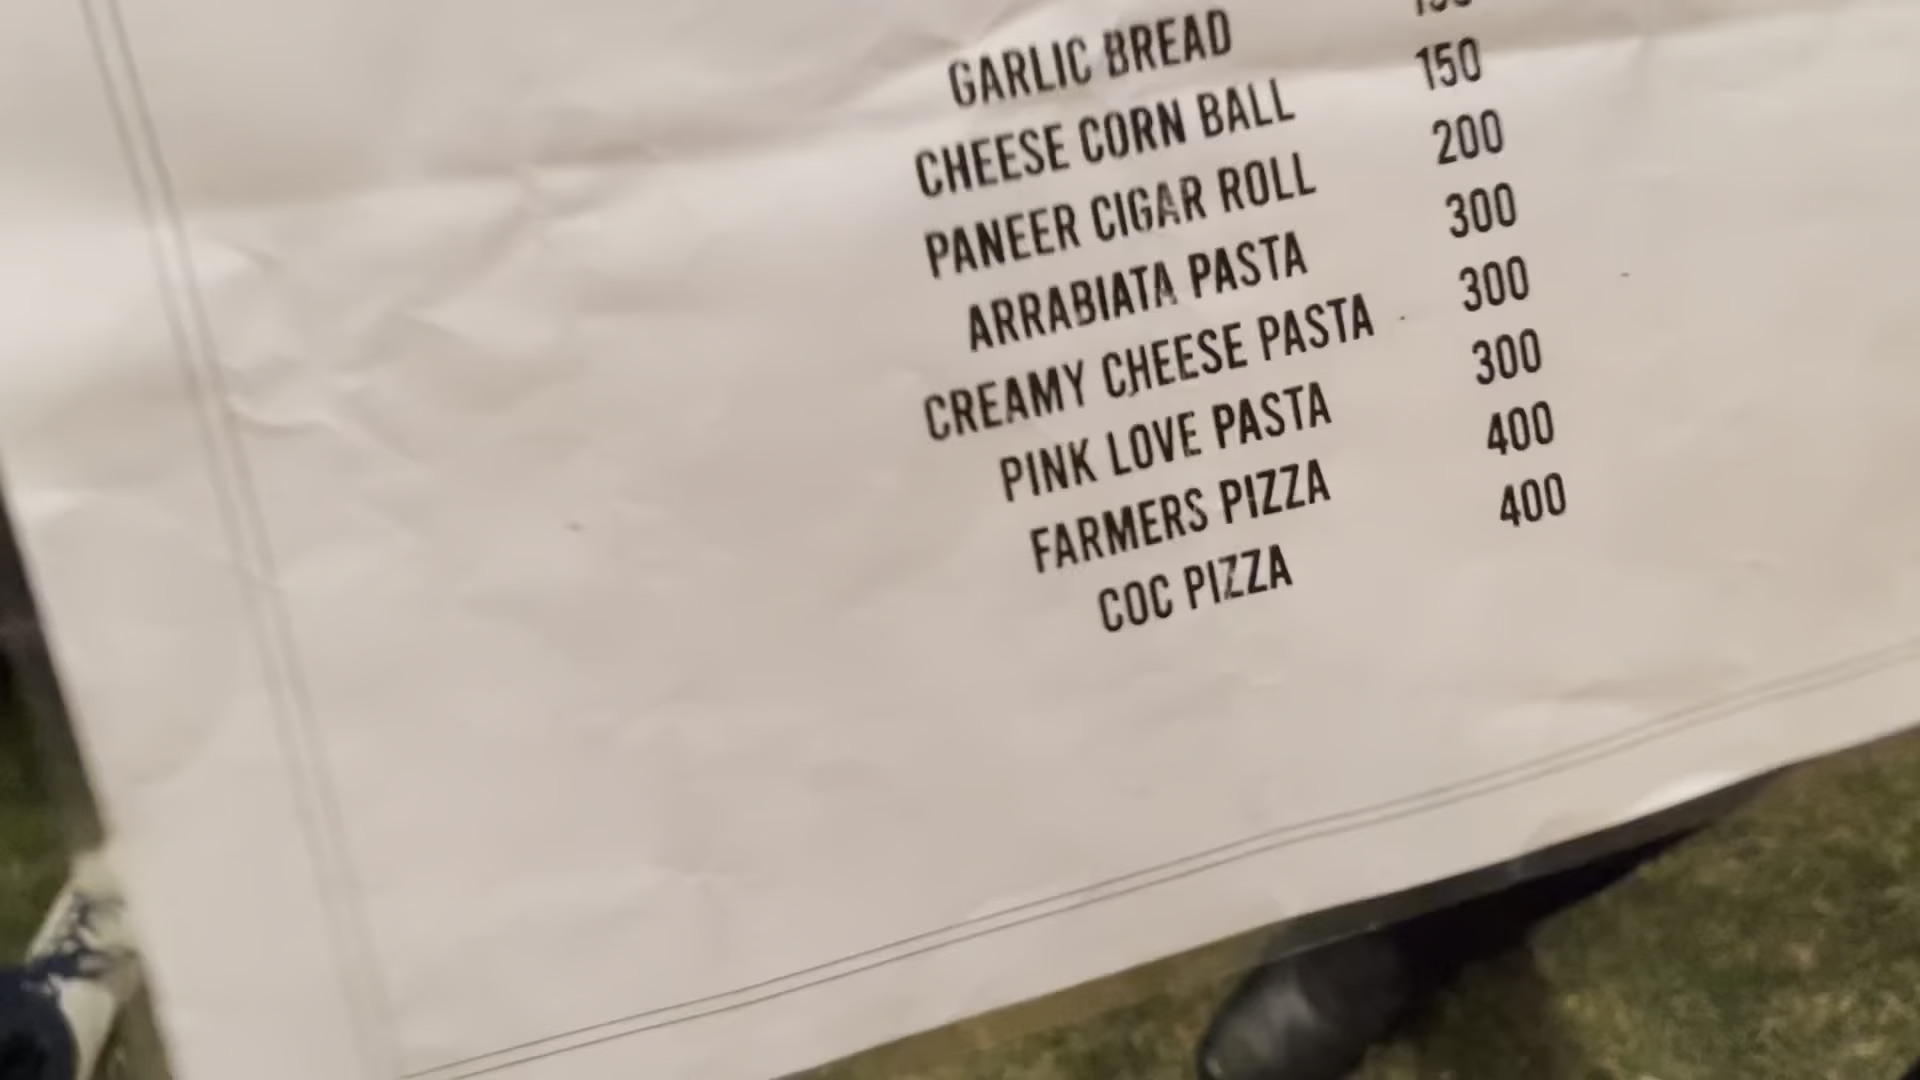 GARLIC BREAD
CHEESE CORN BALL 150
PANEER CIGAR ROLL 200
ARRABIATA PASTA 300
CREAMY CHEESE PASTA 300
PINK LOVE PASTA 300
FARMERS PIZZA 400
COC PIZZA 400